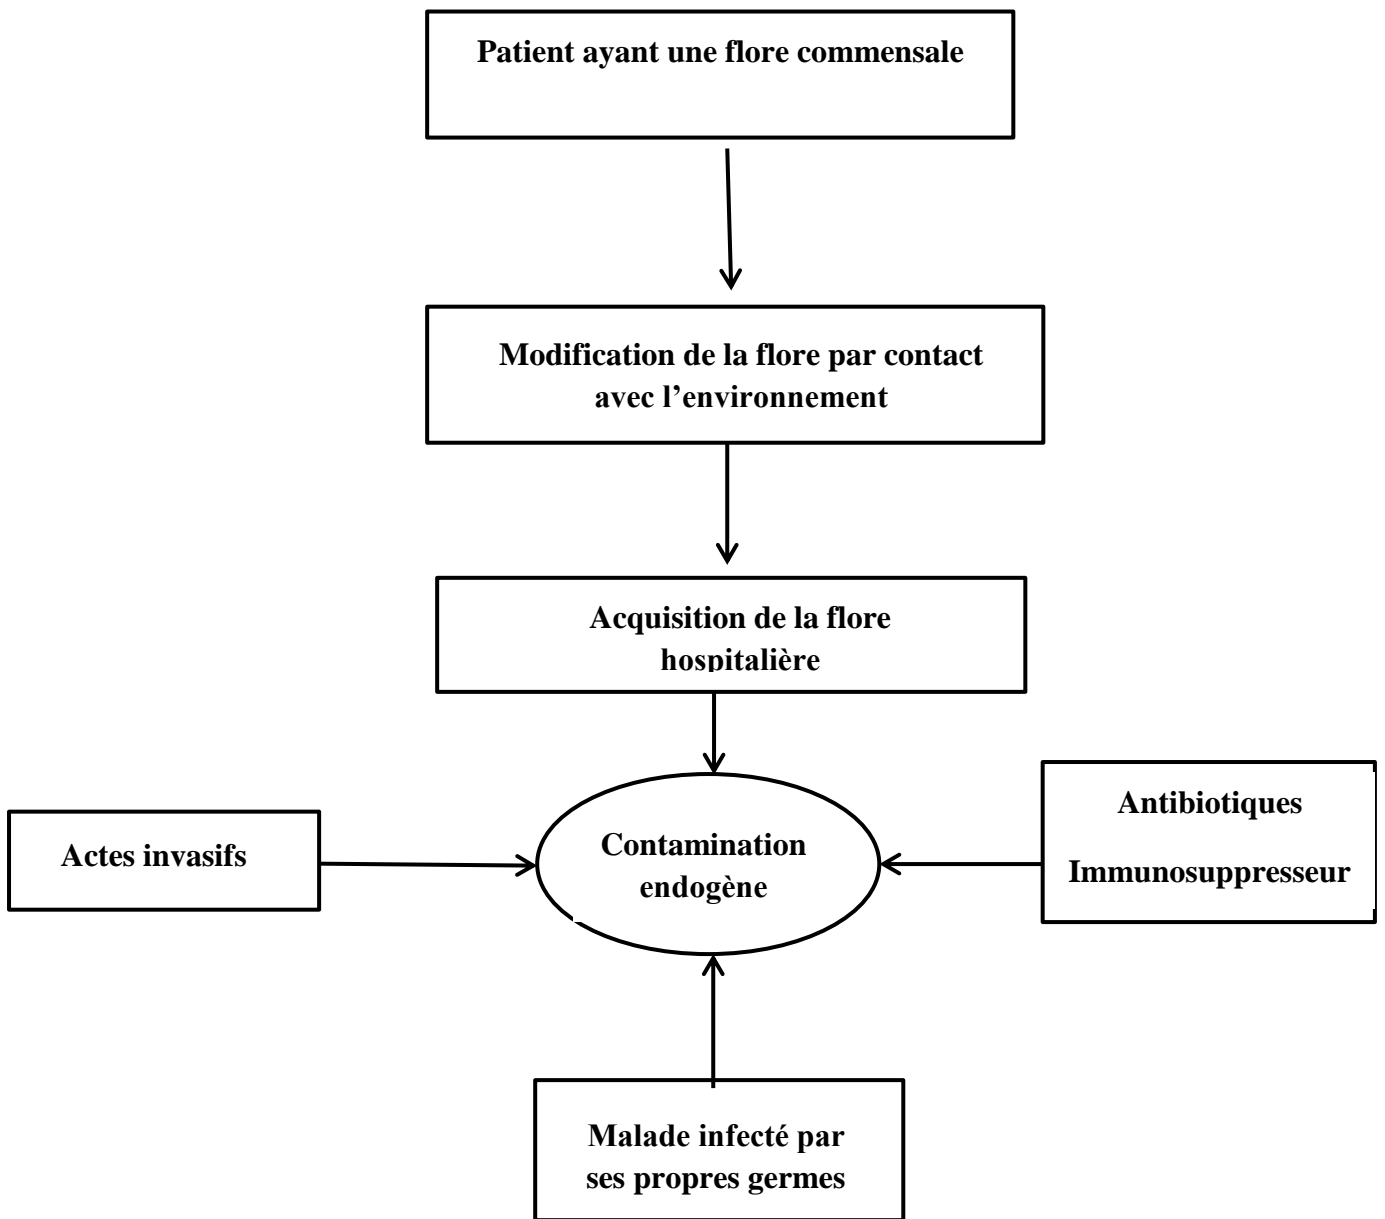 Patient ayant une flore commensale
Modification de la flore par contact
avec l’environnement
Acquisition de la flore
hospitalière
Actes invasifs
Contamination
endogène
Antibiotiques
Immunosuppresseur
Malade infecté par
ses propres germes